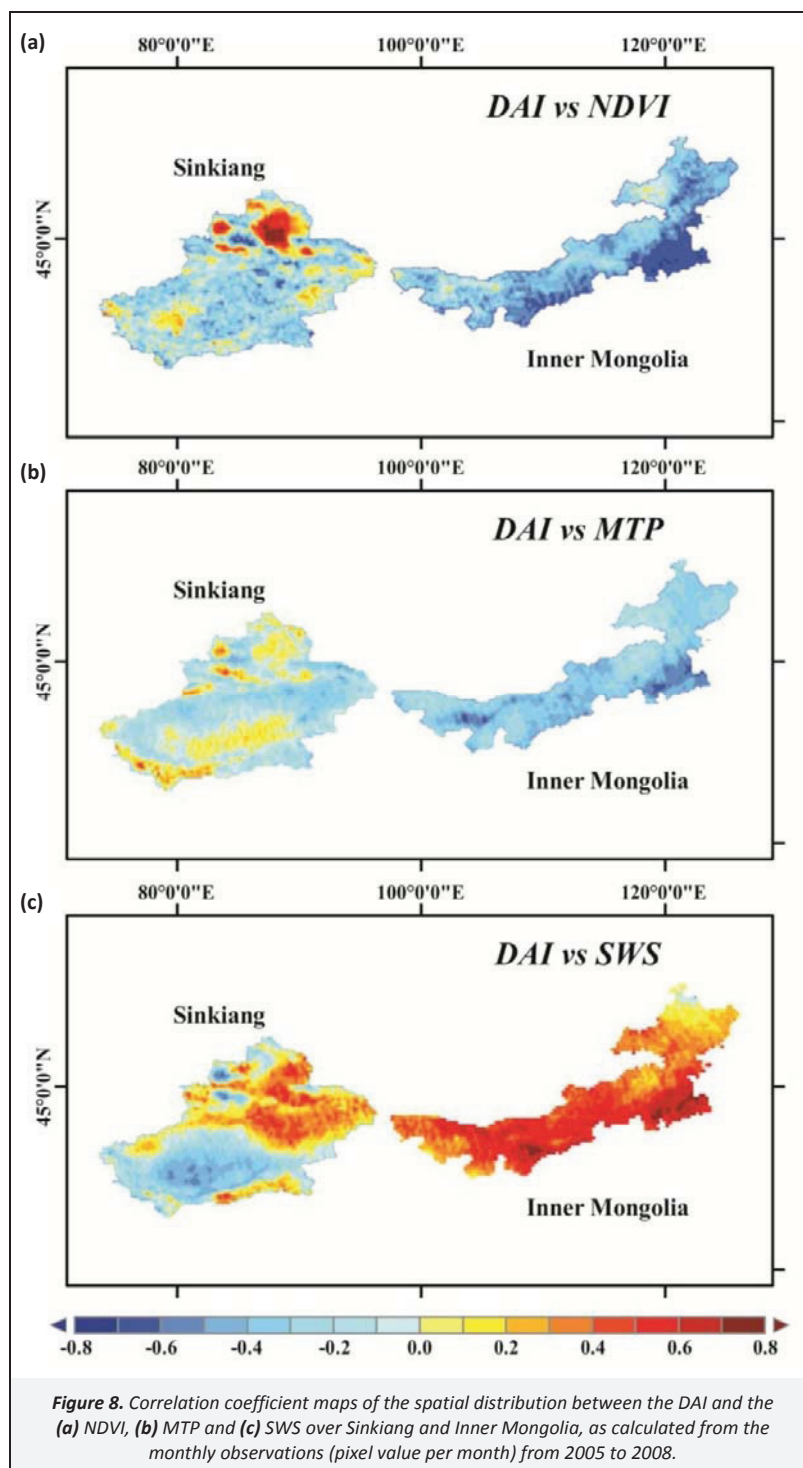 (a)
80°0'0"E 100°0'0"E 120°0'0"E
DAI vs NDVI
Sinkiang
45°0'0"N
Inner Mongolia
(b)
80°0'0"E 100°0'0"E 120°0'0"E
DAI vs MTP
Sinkiang
45°0'0"N
Inner Mongolia
(c)
80°0'0"E 100°0'0"E 120°0'0"E
DAI vs SWS
Sinkiang
45°0'0"N
Inner Mongolia
-0.8 -0.6 -0.4 -0.2 0.0 0.2 0.4 0.6 0.8
Figure 8. Correlation coefficient maps of the spatial distribution between the DAI and the
(a) NDVI, (b) MTP and (c) SWS over Sinkiang and Inner Mongolia, as calculated from the
monthly observations (pixel value per month) from 2005 to 2008.